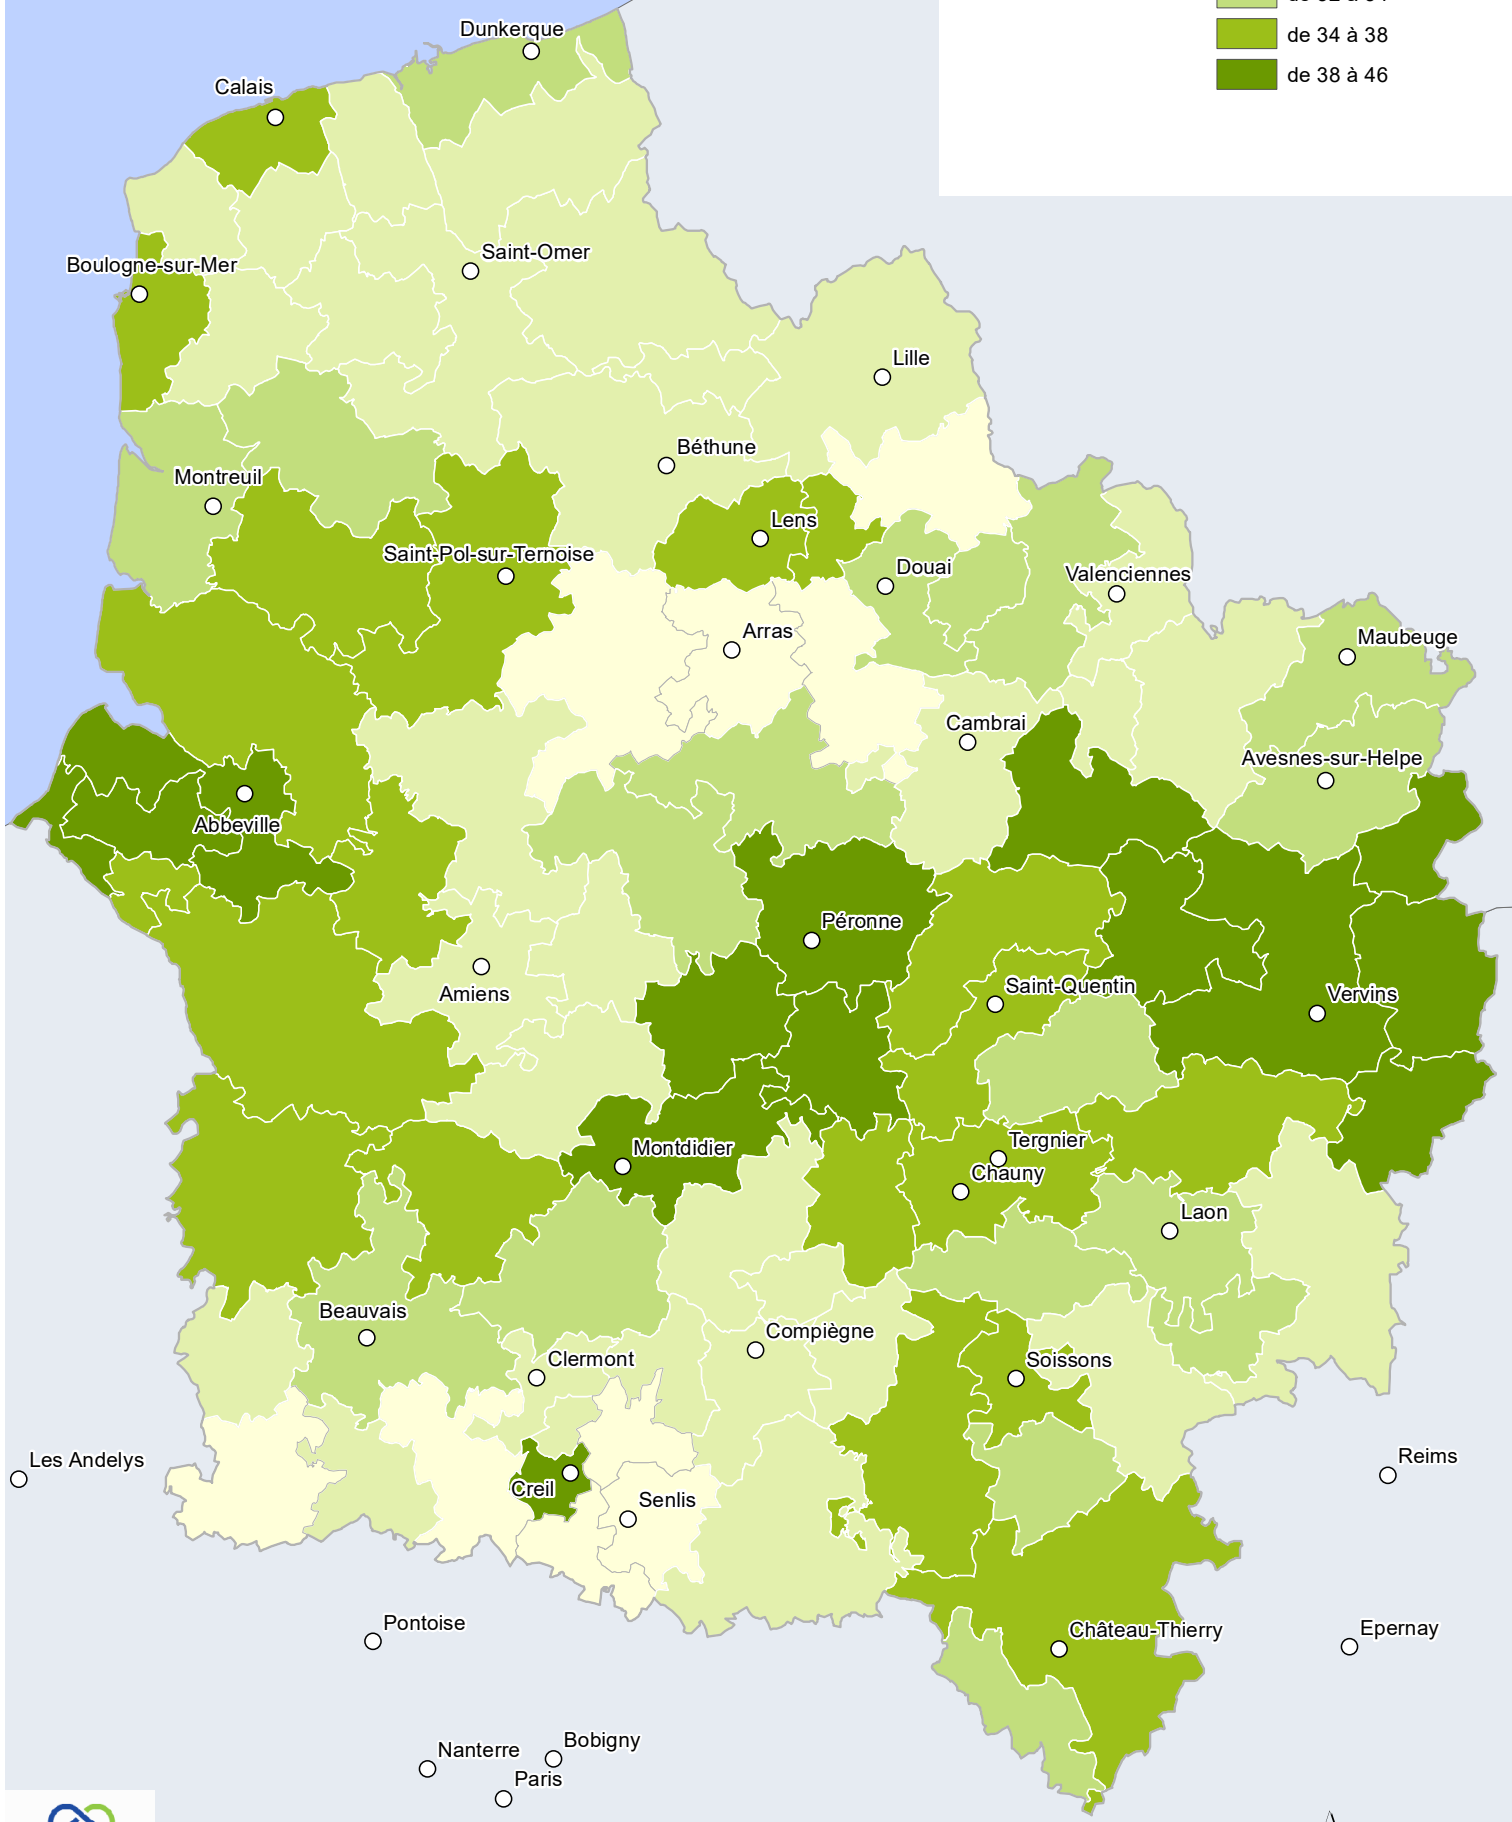 de 34 à 38
de 38 à 46
Dunkerque
Calais
Saint-Omer
Boulogne-sur-Mer
Lille
Béthune
Montreuil
Lens
Saint-Pol-sur-Ternoise
Douai
Valenciennes
Arras
Maubeuge
Cambrai
Avesnes-sur-Helpe
Abbeville
Péronne
Amiens
Saint-Quentin
Vervins
Tergnier
Montdidier
Chauny
Laon
Beauvais
Compiègne
Clermont
Soissons
Les Andelys
Reims
Creil
Senlis
Pontoise
Château-Thierry
Epernay
Nanterre
Bobigny
Paris